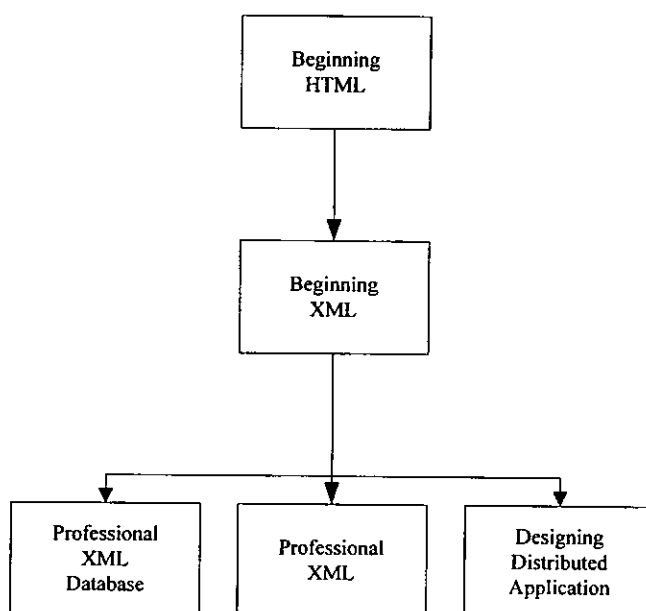 Beginning
HTML
Beginning
XML
Professional
XML
Database
Professional
XML
Designing
Distributed
Application